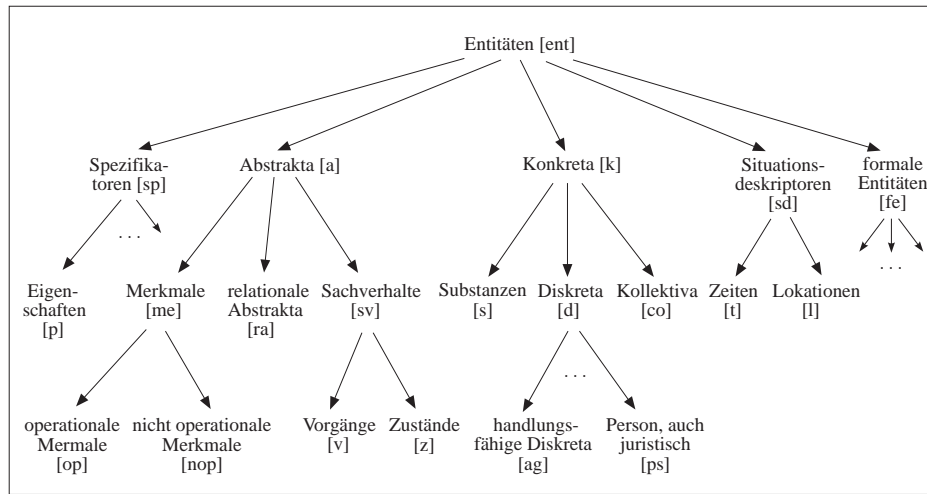 Entitäten [ent]
Spezifika-
toren [sp]
Abstrakta [a]
Konkreta [k]
Situations-
deskriptoren
[sd]
formale
Entitäten
[fe]
. . .
. . .
Eigen-
schaften
[p]
Merkmale
[me]
relationale
Abstrakta
[ra]
Sachverhalte
[sv]
Substanzen
[s]
Diskreta
[d]
Kollektiva
[co]
Zeiten
[t]
Lokationen
[l]
. . .
operationale
Mermale
[op]
nicht operationale
Merkmale
[nop]
Vorgänge
[v]
Zustände
[z]
handlungs-
fähige Diskreta
[ag]
Person, auch
juristisch
[ps]